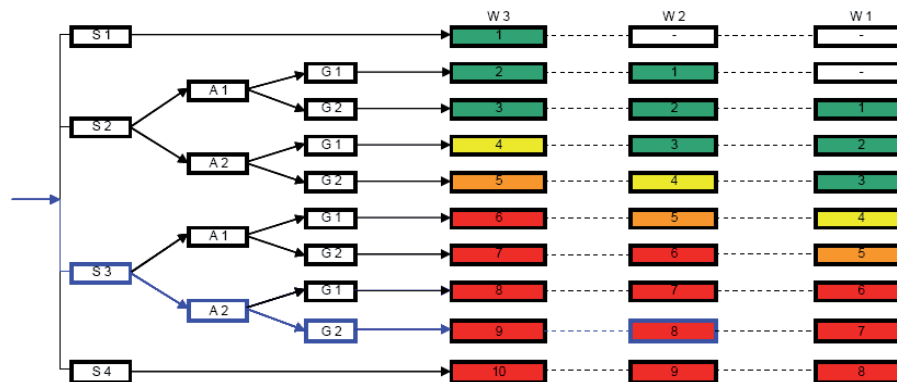 W 3 W 2 W 1
S 1 1 - -
G 1 2 1 -
A 1
G 2 3 2 1
S 2
G 1 4 3 2
A 2
G 2 5 4 3
G 1 6 5 4
A 1
G 2 7 6 5
S 3
G 1 8 7 6
A 2
G 2 9 8 7
S 4 10 9 8